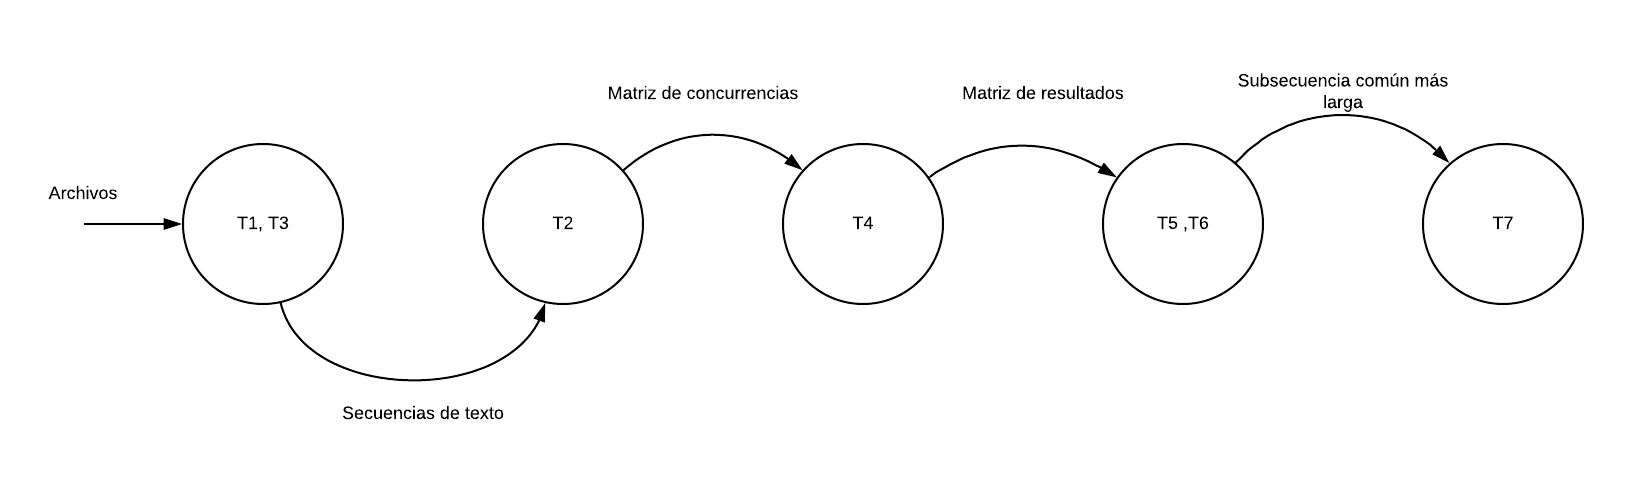 Subsecuencia común más
larga
Matriz de concurrencias
Matriz de resultados
Archivos
T1, T3
T2
T4
T5 ,T6
T7
Secuencias de texto